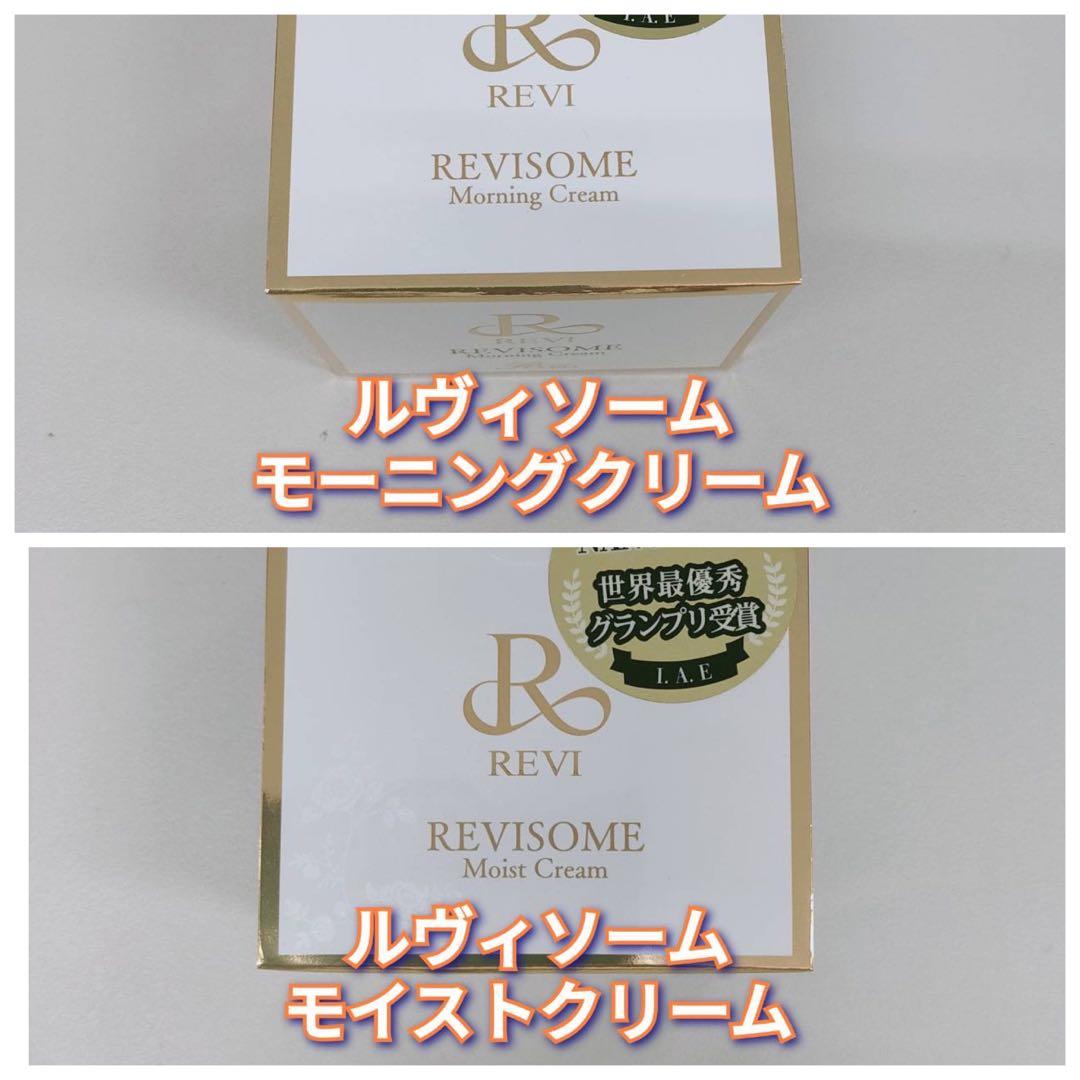 I. A. E
REVI
REVISOME
Morning Cream
REVI
REVISOME
Morning Cream
ルヴィソーム
モーニングクリーム
世界最優秀
グランプリ受賞
I. A. E
REVI
REVISOME
Moist Cream
ルヴィソーム
モイストクリーム